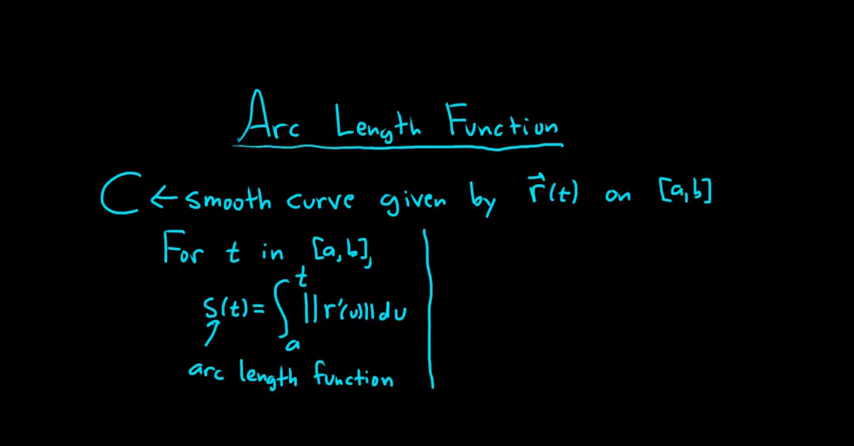 Arc Length Function
C ← smooth curve given by r⃗(t) on [a,b]
For t in [a,b],
s(t) = ∫ₐᵗ ||r'(u)|| du
arc length function